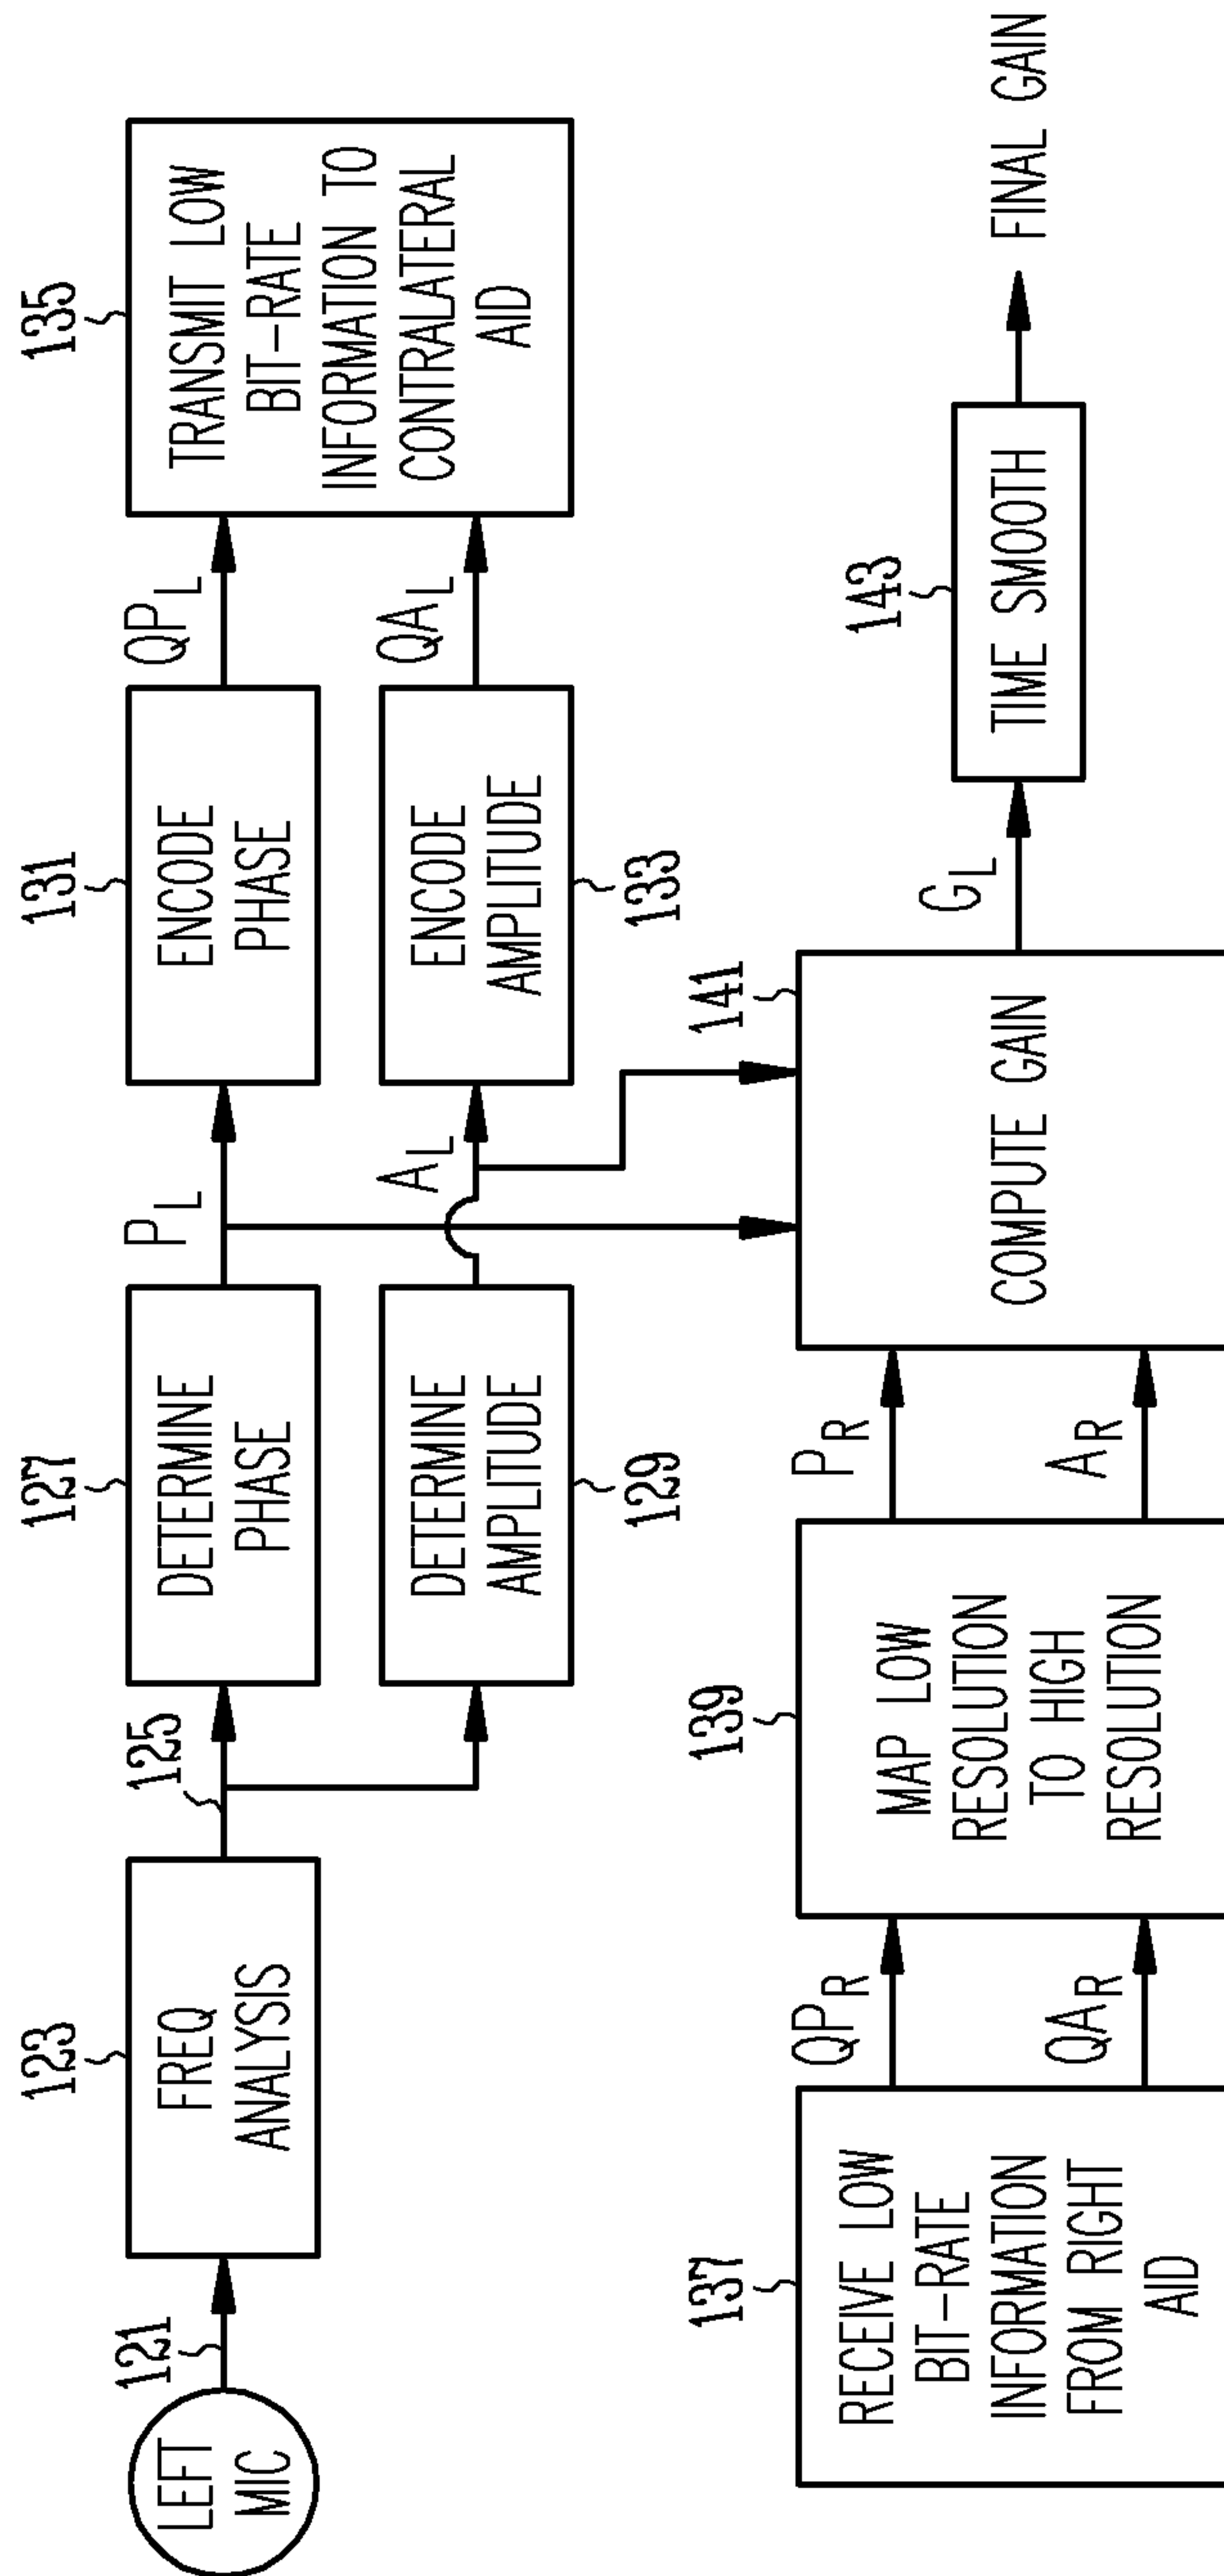 LEFT
MIC
121
123
FREQ
ANALYSIS
125
127
DETERMINE
PHASE
P_L
131
ENCODE
PHASE
QP_L
135
TRANSMIT LOW
BIT-RATE
INFORMATION TO
CONTRALATERAL
AID
DETERMINE
AMPLITUDE
129
A_L
ENCODE
AMPLITUDE
133
QA_L
137
RECEIVE LOW
BIT-RATE
INFORMATION
FROM RIGHT
AID
QP_R
QA_R
139
MAP LOW
RESOLUTION
TO HIGH
RESOLUTION
P_R
A_R
141
COMPUTE GAIN
G_L
143
TIME SMOOTH
FINAL GAIN